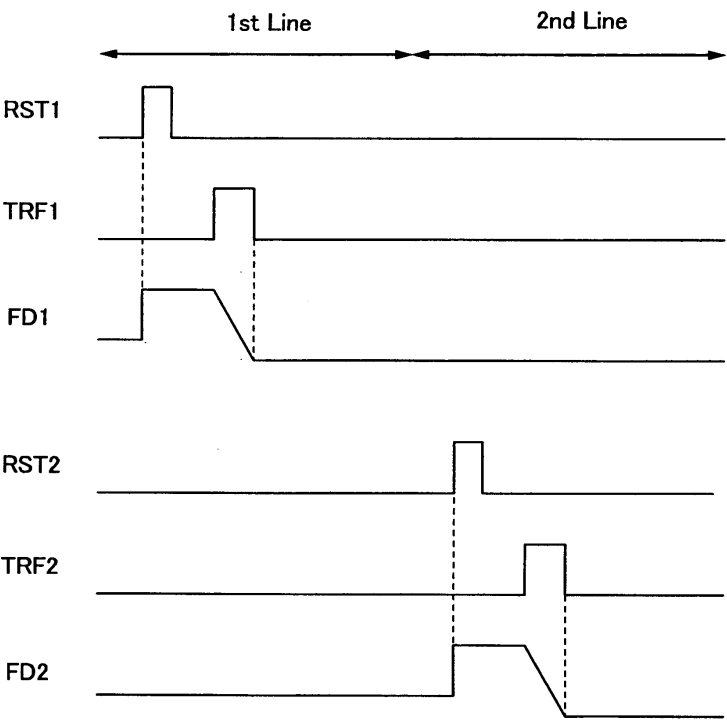 1st Line
2nd Line
RST1
TRF1
FD1
RST2
TRF2
FD2